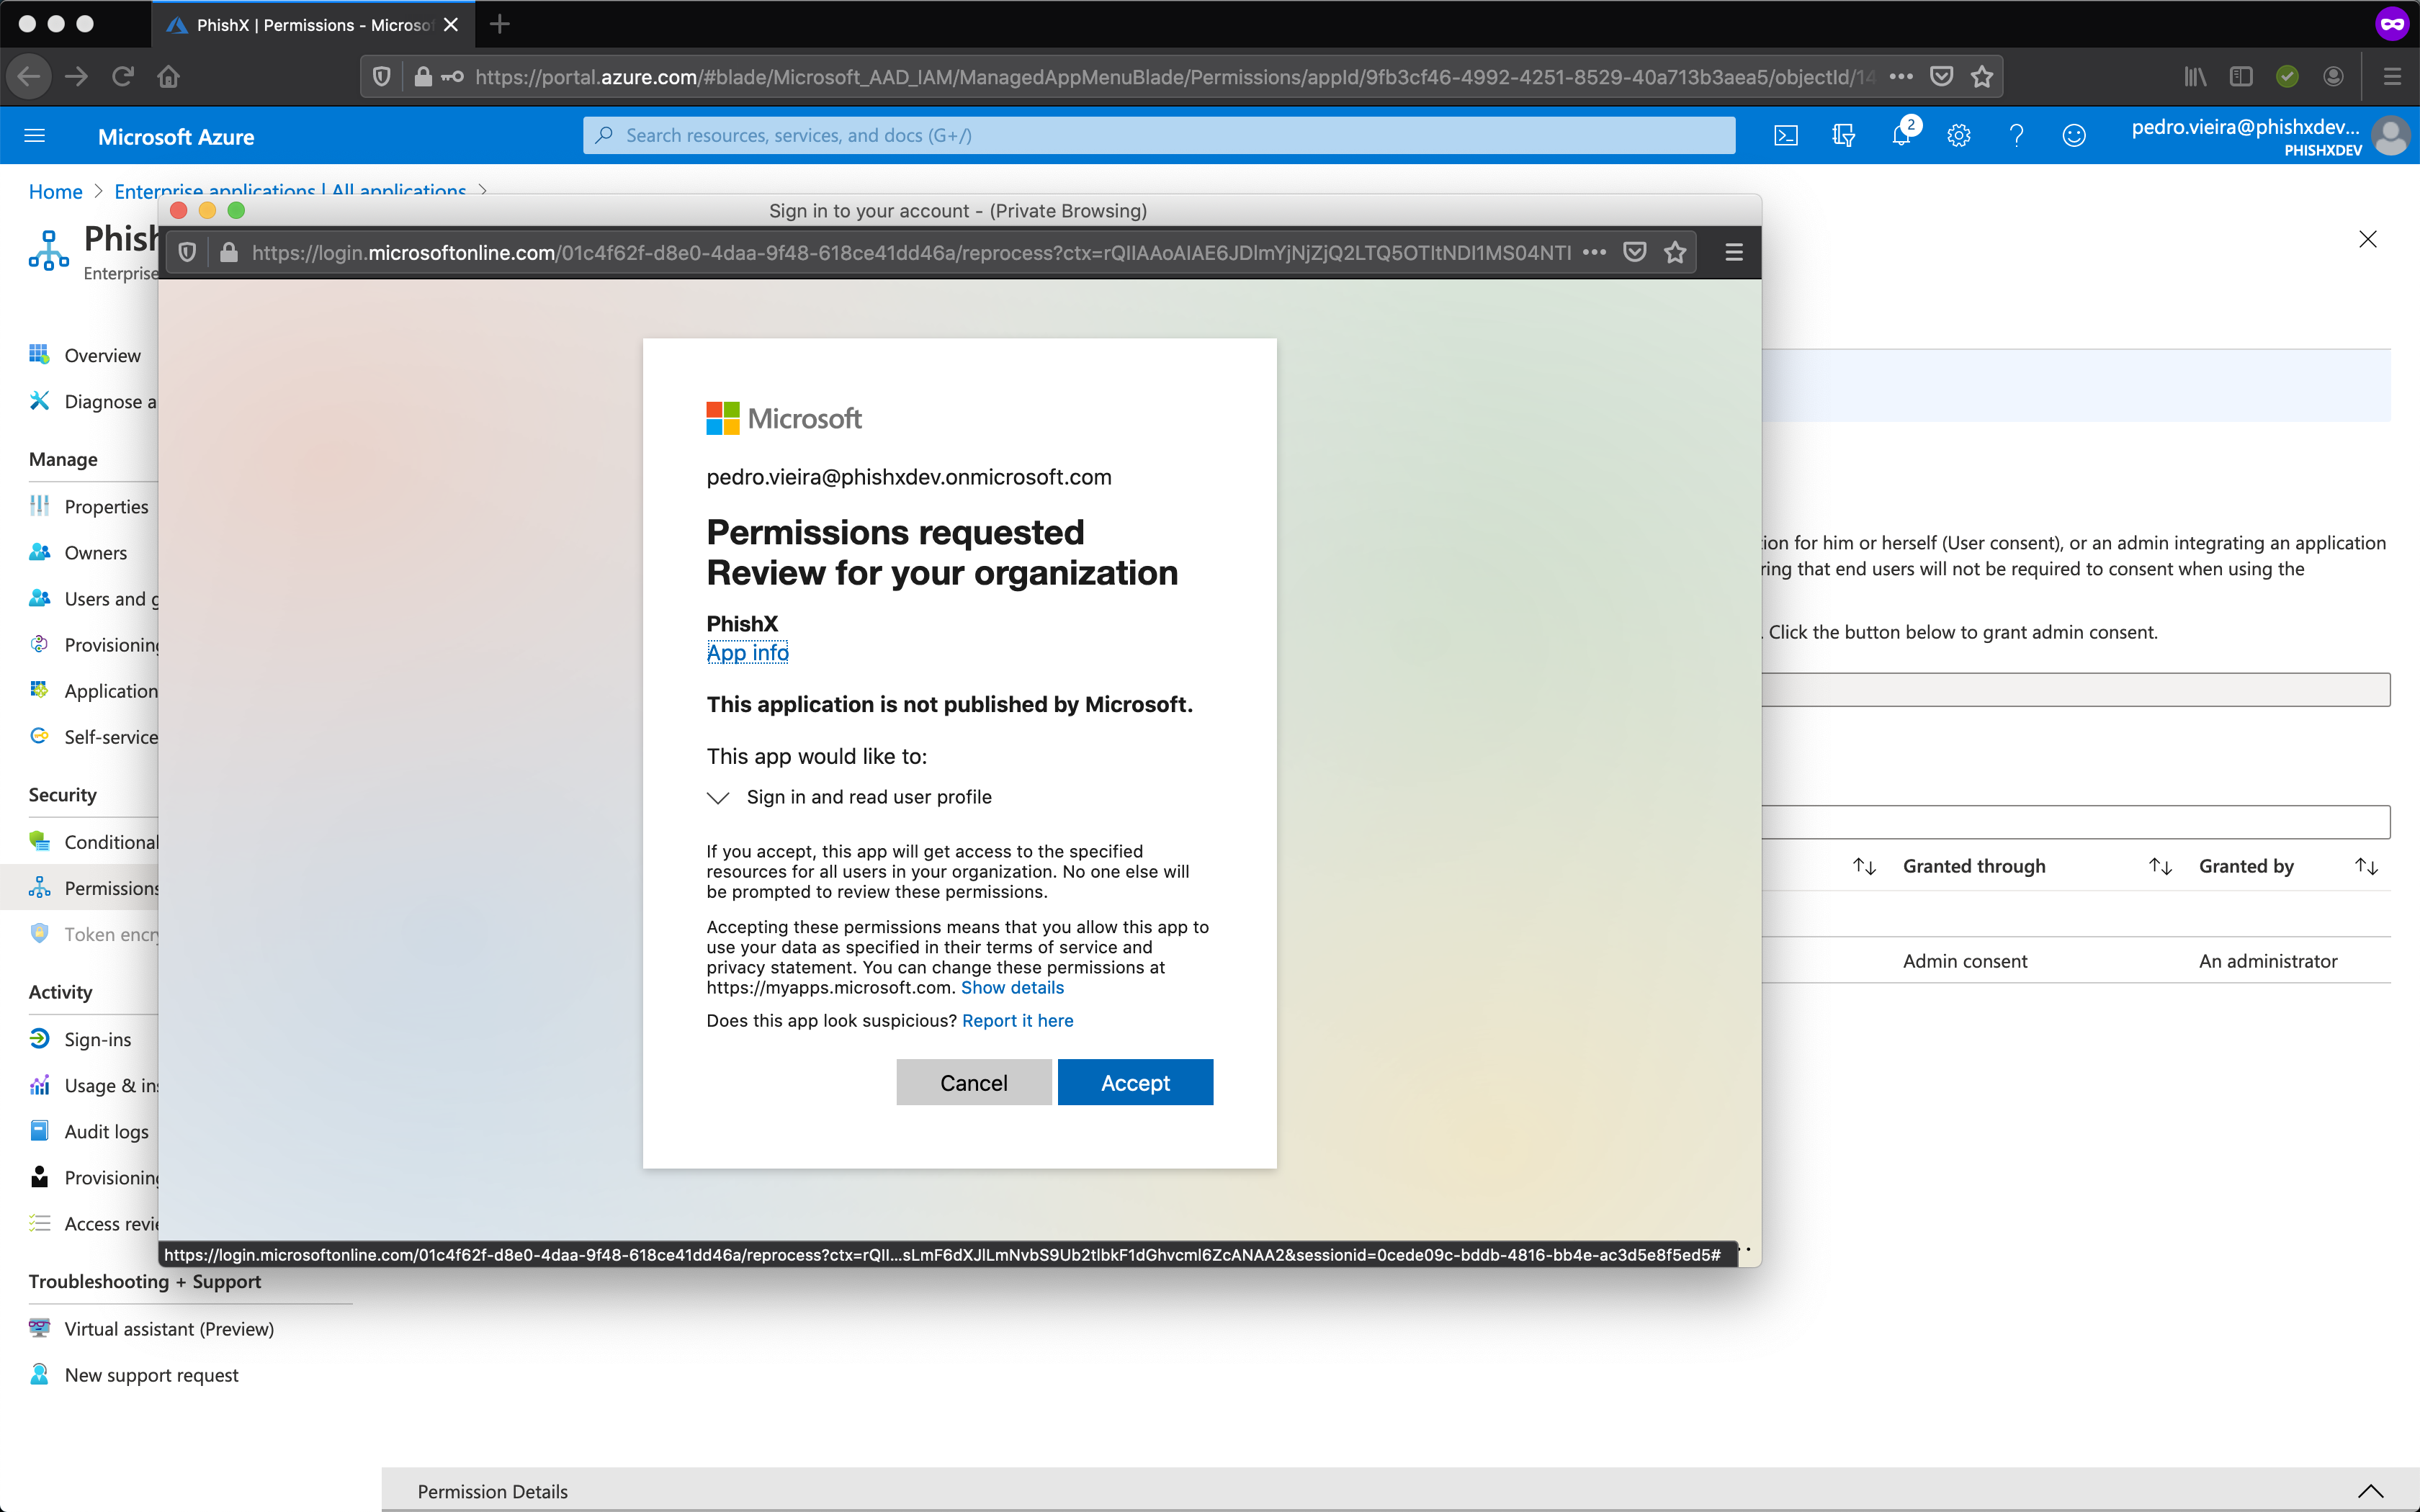 PhishX | Permissions - Microsof
https://portal.azure.com/#blade/Microsoft_AAD_IAM/ManagedAppMenuBlade/Permissions/appId/9fb3cf46-4992-4251-8529-40a713b3aea5/objectId/14
Microsoft Azure
Search resources, services, and docs (G+/)
2
pedro.vieira@phishxdev...
PHISHXDEV
Home > Enterprise applications | All applications >
Phish
Enterprise
Sign in to your account - (Private Browsing)
https://login.microsoftonline.com/01c4f62f-d8e0-4daa-9f48-618ce41dd46a/reprocess?ctx=rQIIAAoAIAE6JDlmYjNjZjQ2LTQ5OTItNDI1MS04NTI
Overview
Diagnose a
Manage
Properties
Owners
Users and g
Provisioning
Application
Self-service
Security
Conditional
Permissions
Token encry
Activity
Sign-ins
Usage & ins
Audit logs
Provisioning
Access revie
Troubleshooting + Support
Virtual assistant (Preview)
New support request
Microsoft
pedro.vieira@phishxdev.onmicrosoft.com
Permissions requested
Review for your organization
PhishX
App info
This application is not published by Microsoft.
This app would like to:
Sign in and read user profile
If you accept, this app will get access to the specified
resources for all users in your organization. No one else will
be prompted to review these permissions.
Accepting these permissions means that you allow this app to
use your data as specified in their terms of service and
privacy statement. You can change these permissions at
https://myapps.microsoft.com. Show details
Does this app look suspicious? Report it here
Cancel
Accept
https://login.microsoftonline.com/01c4f62f-d8e0-4daa-9f48-618ce41dd46a/reprocess?ctx=rQII...sLmF6dXJlLmNvbS9Ub2tlbkF1dGhvcml6ZcANAA2&sessionid=0cede09c-bddb-4816-bb4e-ac3d5e8f5ed5#
ion for him or herself (User consent), or an admin integrating an application
ring that end users will not be required to consent when using the
. Click the button below to grant admin consent.
Granted through
Granted by
Admin consent
An administrator
Permission Details